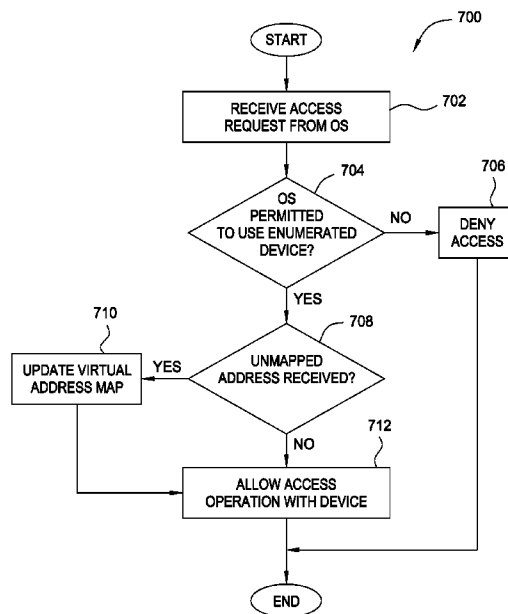 START
700
RECEIVE ACCESS
REQUEST FROM OS
702
704
OS
PERMITTED
TO USE ENUMERATED
DEVICE?
NO
706
DENY
ACCESS
YES
708
UNMAPPED
ADDRESS RECEIVED?
YES
710
UPDATE VIRTUAL
ADDRESS MAP
NO
712
ALLOW ACCESS
OPERATION WITH DEVICE
END